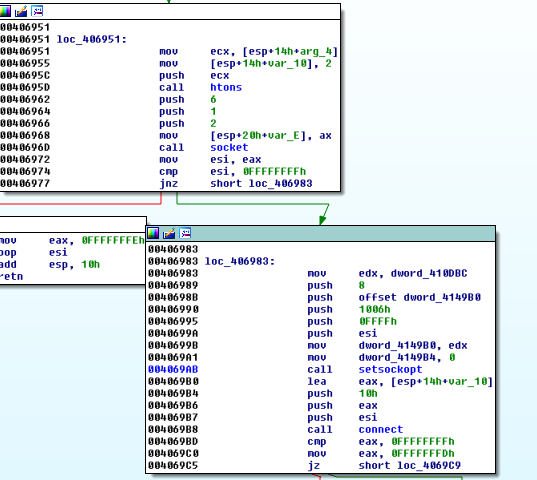 00406951
00406951 loc_406951:
00406951 mov ecx, [esp+14h+arg_4]
00406955 mov [esp+14h+var_10], 2
0040695C push ecx
0040695D call htons
00406962 push 6
00406964 push 1
00406966 push 2
00406968 mov [esp+20h+var_E], ax
0040696D call socket
00406972 mov esi, eax
00406974 cmp esi, 0FFFFFFFFh
00406977 jnz short loc_406983
mov eax, 0FFFFFFFEh
pop esi
add esp, 10h
retn
00406983
00406983 loc_406983:
00406983 mov edx, dword_410DBC
00406989 push 8
0040698B push offset dword_4149B0
00406990 push 1006h
00406995 push 0FFFFh
0040699A push esi
0040699B mov dword_4149B0, edx
004069A1 mov dword_4149B4, 0
004069AB call setsockopt
004069B0 lea eax, [esp+14h+var_10]
004069B4 push 10h
004069B6 push eax
004069B7 push esi
004069B8 call connect
004069BD cmp eax, 0FFFFFFFFh
004069C0 mov eax, 0FFFFFFFDh
004069C5 jz short loc_4069C9